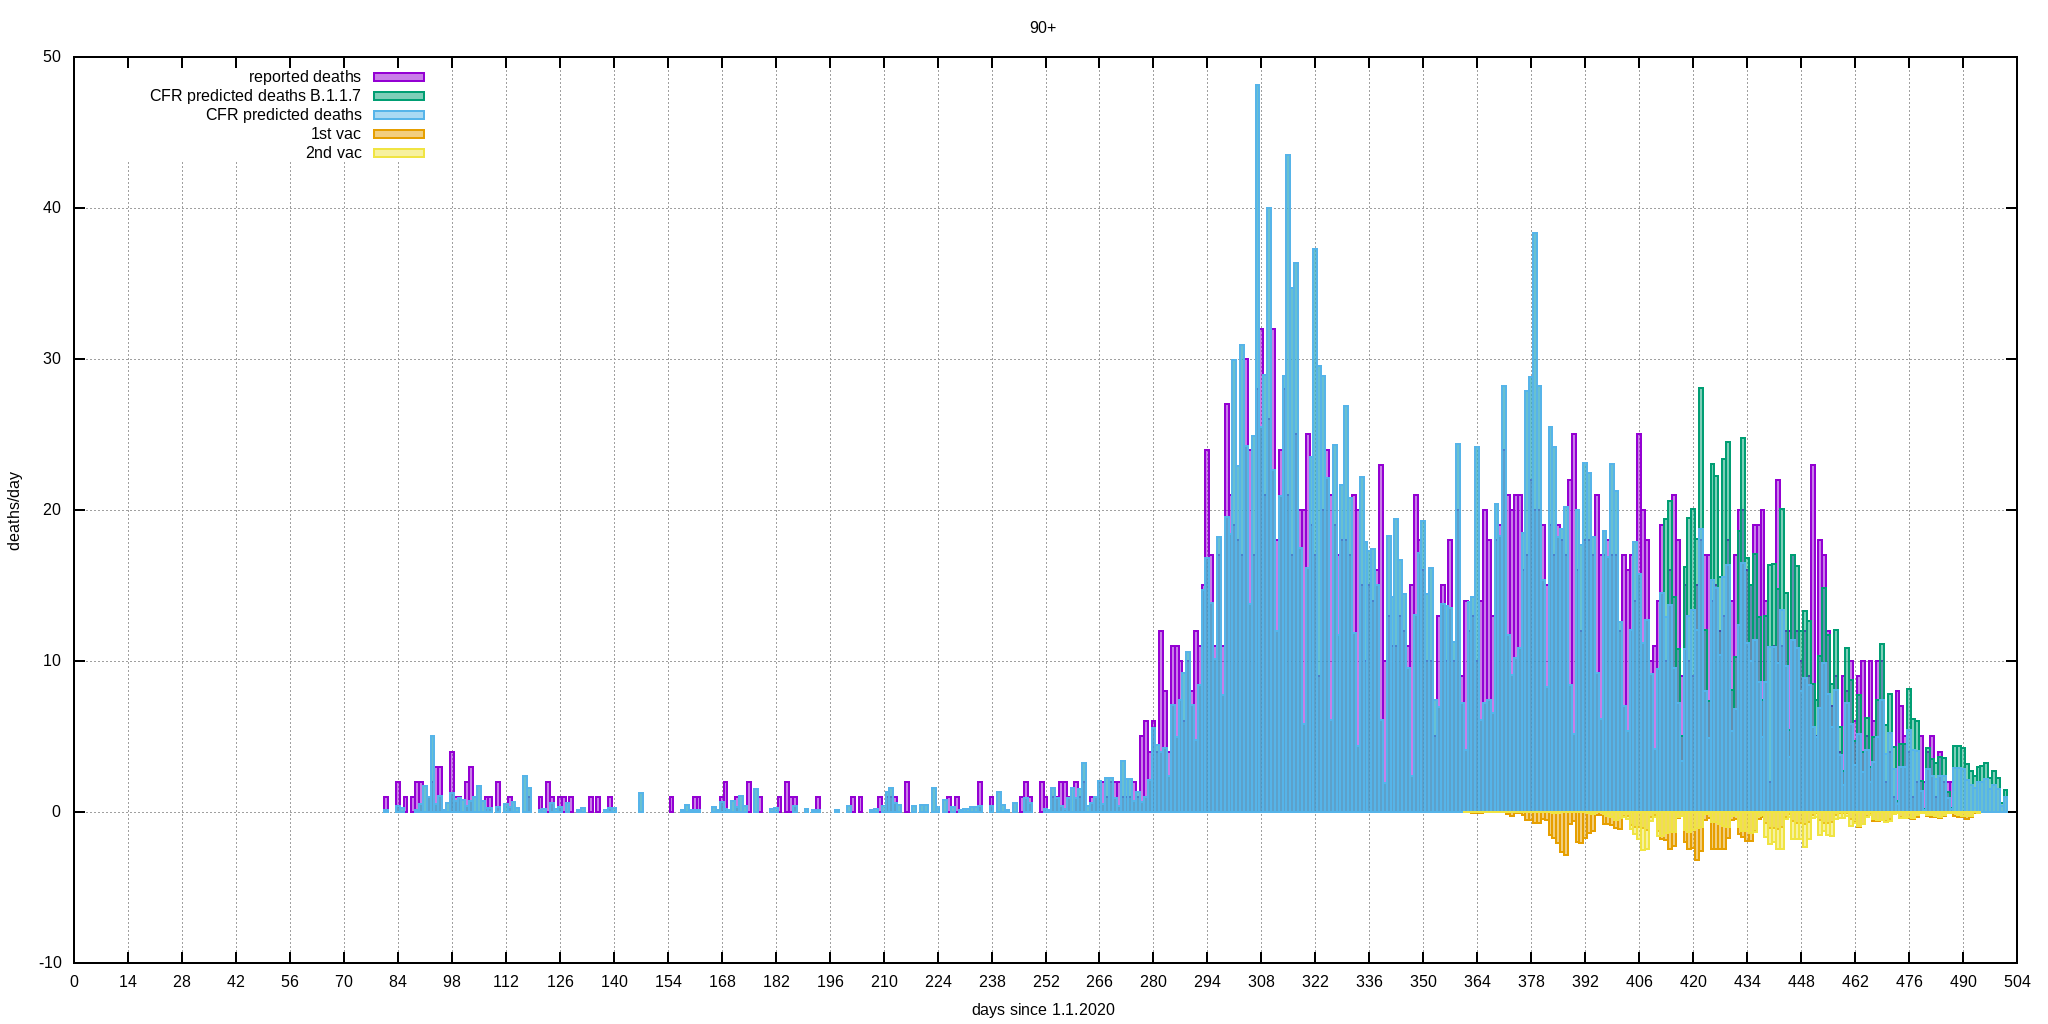 90+
50
40
30
20
10
0
-10
deaths/day
reported deaths
CFR predicted deaths B.1.1.7
CFR predicted deaths
1st vac
2nd vac
0 14 28 42 56 70 84 98 112 126 140 154 168 182 196 210 224 238 252 266 280 294 308 322 336 350 364 378 392 406 420 434 448 462 476 490 504
days since 1.1.2020